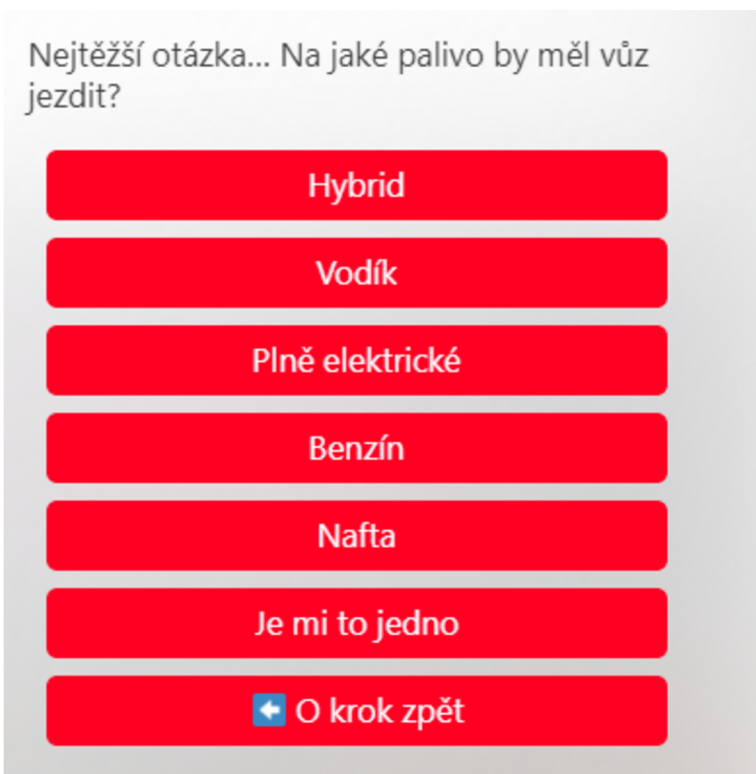 Nejtěžší otázka... Na jaké palivo by měl vůz
jezdit?
Hybrid
Vodík
Plně elektrické
Benzín
Nafta
Je mi to jedno
⬅ O krok zpět